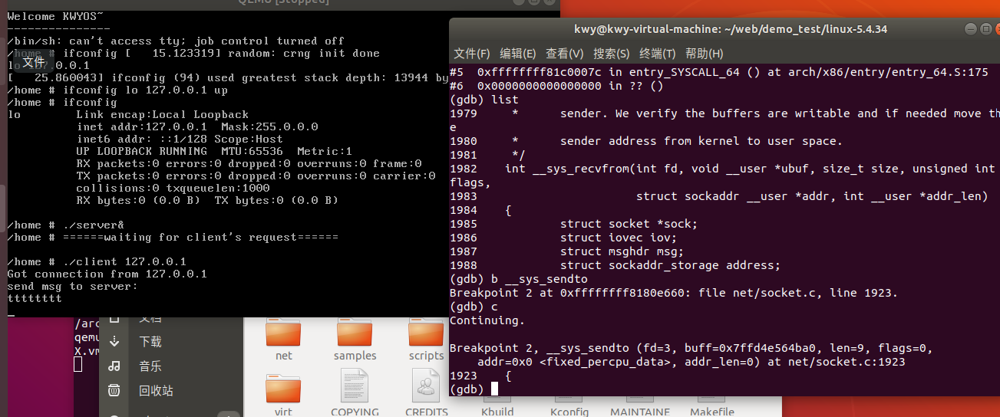 QEMU [Stopped]
Welcome KWYOS~
---------------
/bin/sh: can't access tty; job control turned off
/home # ifconfig [   15.123319] random: crng init done
lo 127.0.0.1
文件
[   25.860043] ifconfig (94) used greatest stack depth: 13944 by
/home # ifconfig lo 127.0.0.1 up
/home # ifconfig
lo        Link encap:Local Loopback
          inet addr:127.0.0.1  Mask:255.0.0.0
          inet6 addr: ::1/128 Scope:Host
          UP LOOPBACK RUNNING  MTU:65536  Metric:1
          RX packets:0 errors:0 dropped:0 overruns:0 frame:0
          TX packets:0 errors:0 dropped:0 overruns:0 carrier:0
          collisions:0 txqueuelen:1000
          RX bytes:0 (0.0 B)  TX bytes:0 (0.0 B)
/home # ./server&
/home # ======waiting for client's request======
/home # ./client 127.0.0.1
Got connection from 127.0.0.1
send msg to server:
tttttttt
kwy@kwy-virtual-machine: ~/web/demo_test/linux-5.4.34
文件(F) 编辑(E) 查看(V) 搜索(S) 终端(T) 帮助(H)
#5  0xffffffff81c0007c in entry_SYSCALL_64 () at arch/x86/entry/entry_64.S:175
#6  0x0000000000000000 in ?? ()
(gdb) list
1979     *      sender. We verify the buffers are writable and if needed move th
e
1980     *      sender address from kernel to user space.
1981     */
1982    int __sys_recvfrom(int fd, void __user *ubuf, size_t size, unsigned int
flags,
1983                       struct sockaddr __user *addr, int __user *addr_len)
1984    {
1985            struct socket *sock;
1986            struct iovec iov;
1987            struct msghdr msg;
1988            struct sockaddr_storage address;
(gdb) b __sys_sendto
Breakpoint 2 at 0xffffffff8180e660: file net/socket.c, line 1923.
(gdb) c
Continuing.
Breakpoint 2, __sys_sendto (fd=3, buff=0x7ffd4e564ba0, len=9, flags=0,
    addr=0x0 <fixed_percpu_data>, addr_len=0) at net/socket.c:1923
1923    {
(gdb)
/arc
qemu
X.vm
文档
下载
音乐
回收站
net samples scripts
virt COPYING CREDITS Kbuild Kconfig MAINTAINE Makefile